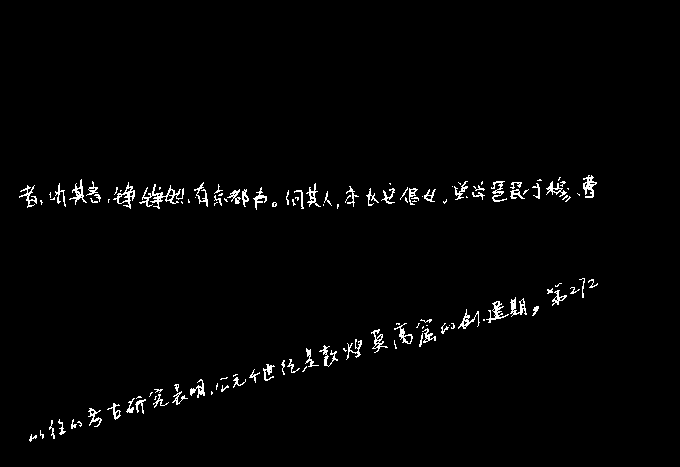 者，听其音，铮铮然，有京都声。问其人，本长安倡女，尝学琵琶于穆、曹
以往的考古研究表明，公元4世纪是敦煌莫高窟的创建期。第272